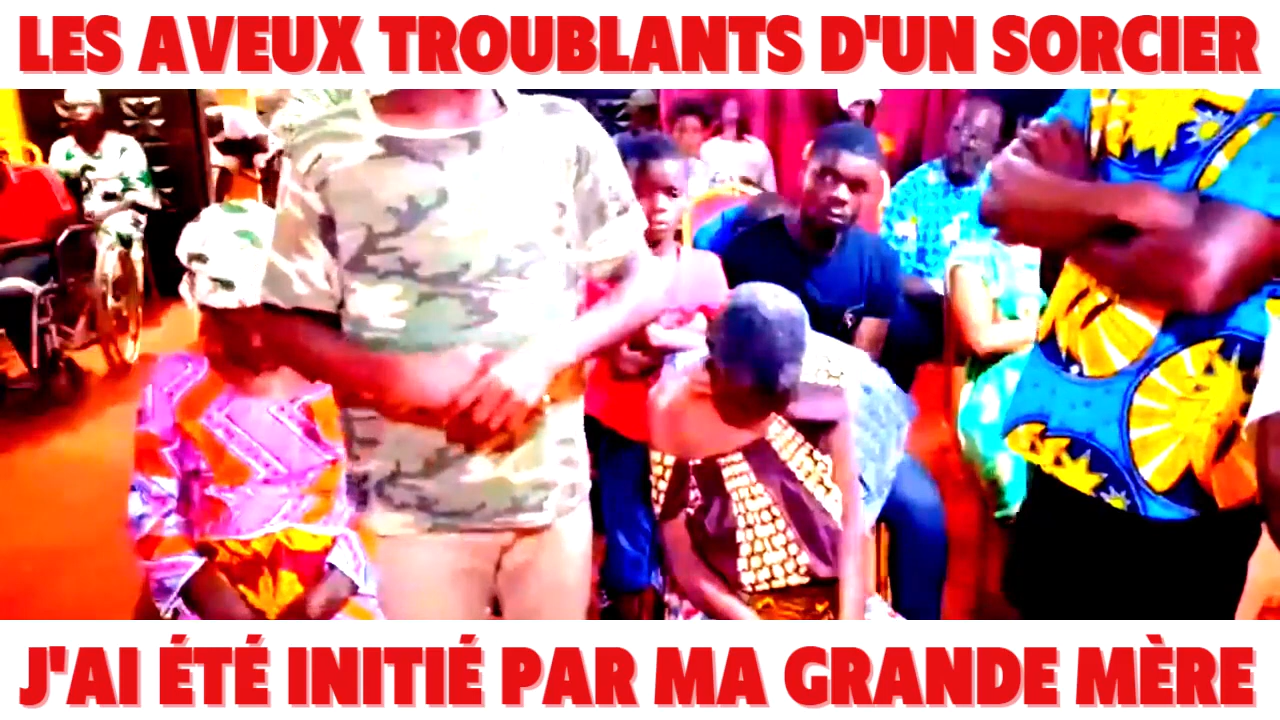 LES AVEUX TROUBLANTS D'UN SORCIER
J'AI ÉTÉ INITIÉ PAR MA GRANDE MÈRE